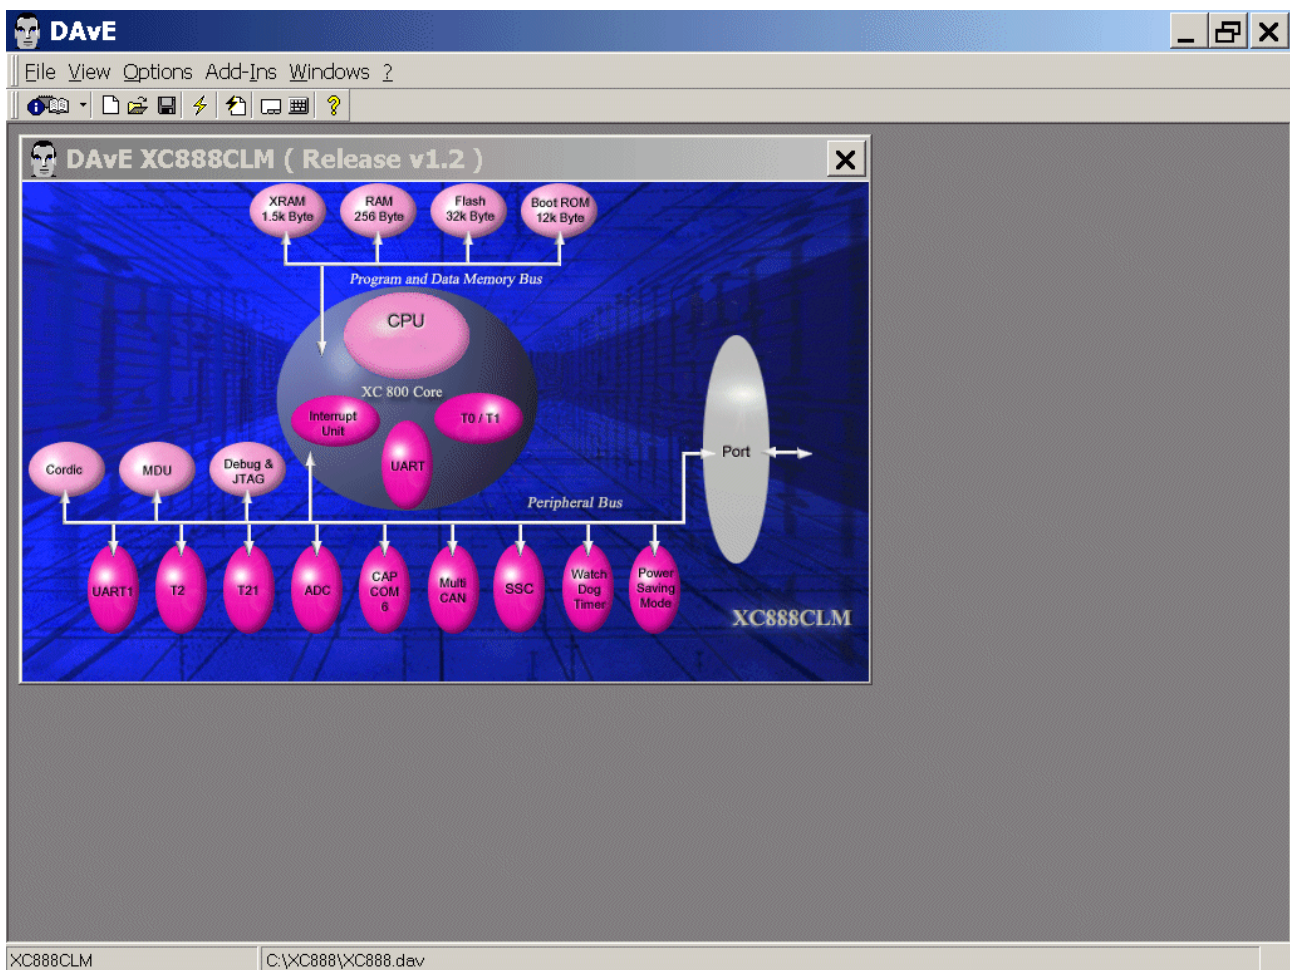 DAvE
File View Options Add-Ins Windows ?
DAvE XC888CLM ( Release v1.2 )
XRAM
1.5k Byte
RAM
256 Byte
Flash
32k Byte
Boot ROM
12k Byte
Program and Data Memory Bus
CPU
XC 800 Core
Interrupt
Unit
T0 / T1
UART
Port
Cordic
MDU
Debug &
JTAG
Peripheral Bus
UART1
T2
T21
ADC
CAP
COM
6
Multi
CAN
SSC
Watch
Dog
Timer
Power
Saving
Mode
XC888CLM
XC888CLM
C:\XC888\XC888.dav